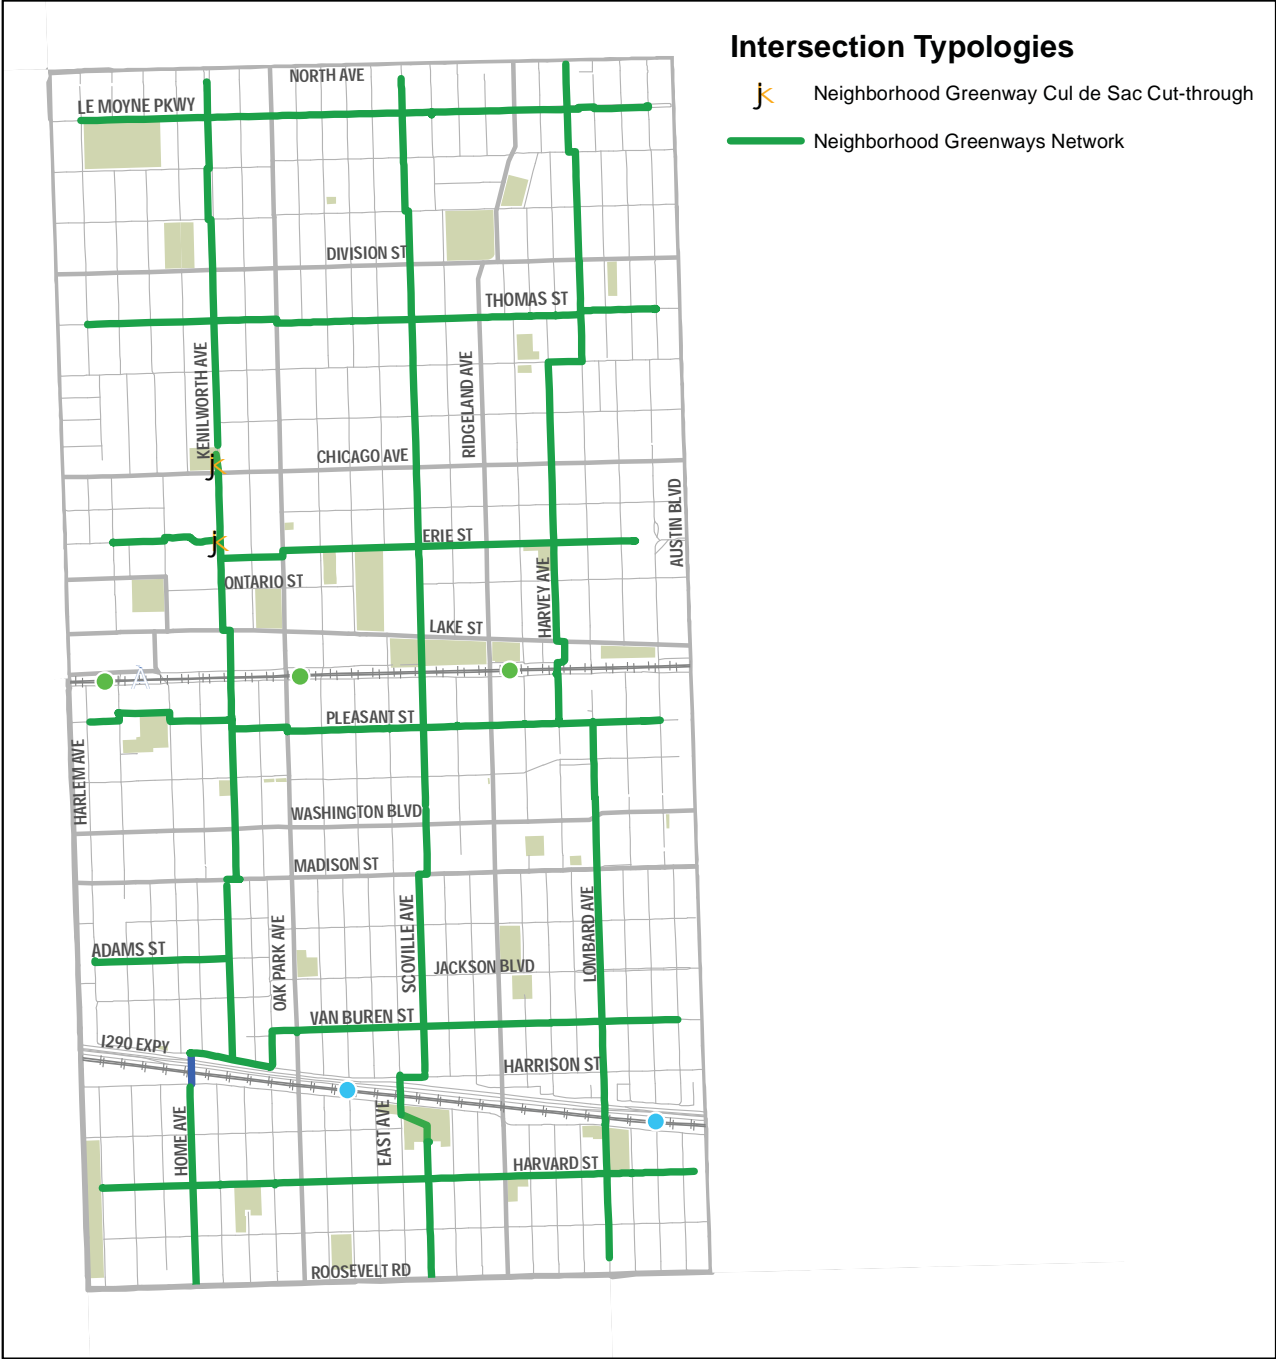 Intersection Typologies
Neighborhood Greenway Cul de Sac Cut-through
Neighborhood Greenways Network
NORTH AVE
LE MOYNE PKWY
DIVISION ST
THOMAS ST
KENILWORTH AVE
RIDGELAND AVE
CHICAGO AVE
AUSTIN BLVD
ERIE ST
ONTARIO ST
HARVEY AVE
LAKE ST
PLEASANT ST
HARLEM AVE
WASHINGTON BLVD
MADISON ST
LOMBARD AVE
SCOVILLE AVE
OAK PARK AVE
ADAMS ST
JACKSON BLVD
VAN BUREN ST
I290 EXPY
HARRISON ST
HOME AVE
EAST AVE
HARVARD ST
ROOSEVELT RD